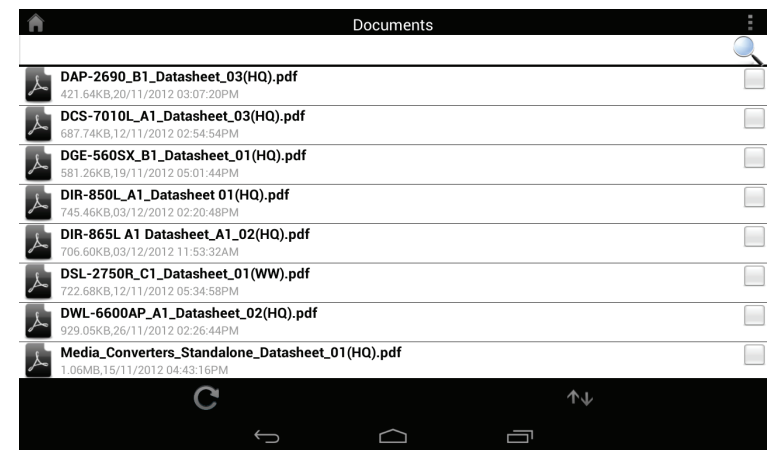 Documents
DAP-2690_B1_Datasheet_03(HQ).pdf
421.64KB,20/11/2012 03:07:20PM
DCS-7010L_A1_Datasheet_03(HQ).pdf
687.74KB,12/11/2012 02:54:54PM
DGE-560SX_B1_Datasheet_01(HQ).pdf
581.26KB,19/11/2012 05:01:44PM
DIR-850L_A1_Datasheet 01(HQ).pdf
745.46KB,03/12/2012 02:20:48PM
DIR-865L A1 Datasheet_A1_02(HQ).pdf
706.60KB,03/12/2012 11:53:32AM
DSL-2750R_C1_Datasheet_01(WW).pdf
722.68KB,12/11/2012 05:34:58PM
DWL-6600AP_A1_Datasheet_02(HQ).pdf
929.05KB,26/11/2012 02:26:44PM
Media_Converters_Standalone_Datasheet_01(HQ).pdf
1.06MB,15/11/2012 04:43:16PM